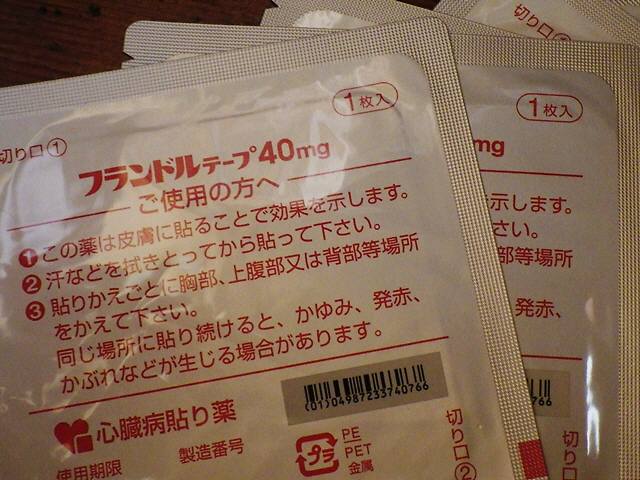 切り口①
1枚入
フランドルテープ40mg
ご使用の方へ
❶この薬は皮膚に貼ることで効果を示します。
❷汗などを拭きとってから貼って下さい。
❸貼りかえごとに胸部、上腹部又は背部等場所
をかえて下さい。
同じ場所に貼り続けると、かゆみ、発赤、
かぶれなどが生じる場合があります。
(01)04987233740766
心臓病貼り薬
製造番号
使用期限
プラ
PE
PET
金属
切り口②
切り口①
1枚入
mg
示します。
部等場所
発赤、
66
切り口